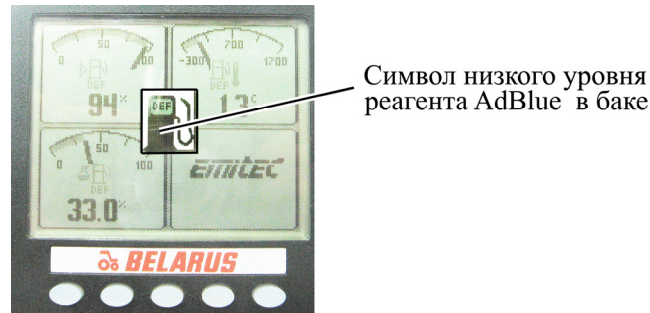 50
0
100
DEF
94%
700
-300
1700
DEF
13°C
DEF
50
0
100
DEF
33.0%
Emitec
BELARUS
Символ низкого уровня
реагента AdBlue в баке